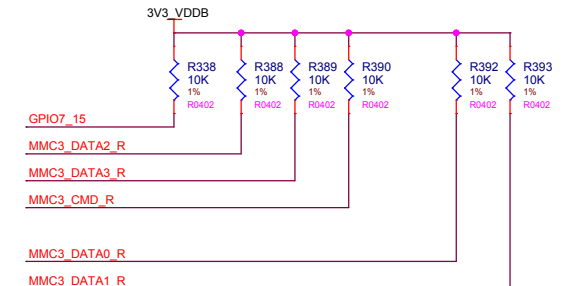 3V3_VDDB
R338
10K
1%
R0402
R388
10K
1%
R0402
R389
10K
1%
R0402
R390
10K
1%
R0402
R392
10K
1%
R0402
R393
10K
1%
R0402
GPIO7_15
MMC3_DATA2_R
MMC3_DATA3_R
MMC3_CMD_R
MMC3_DATA0_R
MMC3_DATA1_R